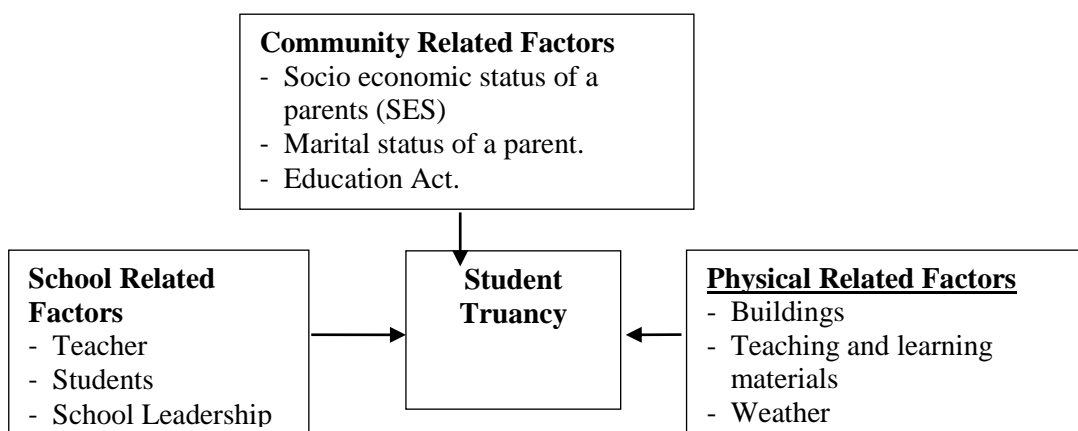 Community Related Factors
- Socio economic status of a
parents (SES)
- Marital status of a parent.
- Education Act.
School Related
Factors
- Teacher
- Students
- School Leadership
Student
Truancy
Physical Related Factors
- Buildings
- Teaching and learning
materials
- Weather